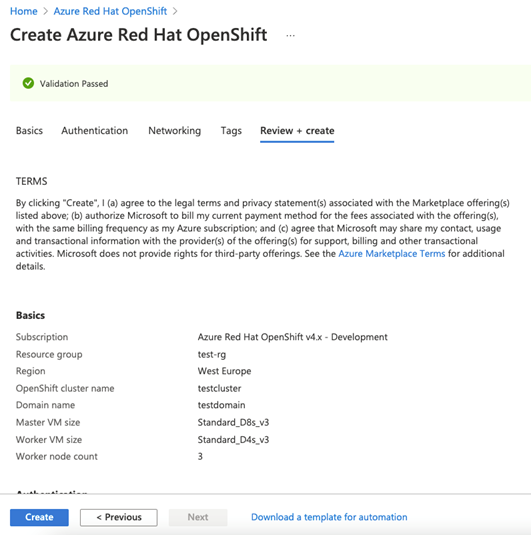 Home > Azure Red Hat OpenShift >
Create Azure Red Hat OpenShift ...
Validation Passed
Basics Authentication Networking Tags Review + create
TERMS
By clicking "Create", I (a) agree to the legal terms and privacy statement(s) associated with the Marketplace offering(s)
listed above; (b) authorize Microsoft to bill my current payment method for the fees associated with the offering(s),
with the same billing frequency as my Azure subscription; and (c) agree that Microsoft may share my contact, usage
and transactional information with the provider(s) of the offering(s) for support, billing and other transactional
activities. Microsoft does not provide rights for third-party offerings. See the Azure Marketplace Terms for additional
details.
Basics
Subscription Azure Red Hat OpenShift v4.x - Development
Resource group test-rg
Region West Europe
OpenShift cluster name testcluster
Domain name testdomain
Master VM size Standard_D8s_v3
Worker VM size Standard_D4s_v3
Worker node count 3
Authentication
Create < Previous Next Download a template for automation